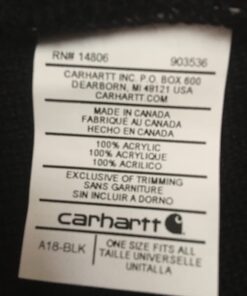 RN# 14806 903536
CARHARTT INC. P.O. BOX 600
DEARBORN, MI 48121 USA
CARHARTT.COM
MADE IN CANADA
FABRIQUÉ AU CANADA
HECHO EN CANADA
100% ACRYLIC
100% ACRYLIQUE
100% ACRILICO
EXCLUSIVE OF TRIMMING
SANS GARNITURE
SIN INCLUIR A DORNO
carhartt
A18-BLK
ONE SIZE FITS ALL
TAILLE UNIVERSELLE
UNITALLA